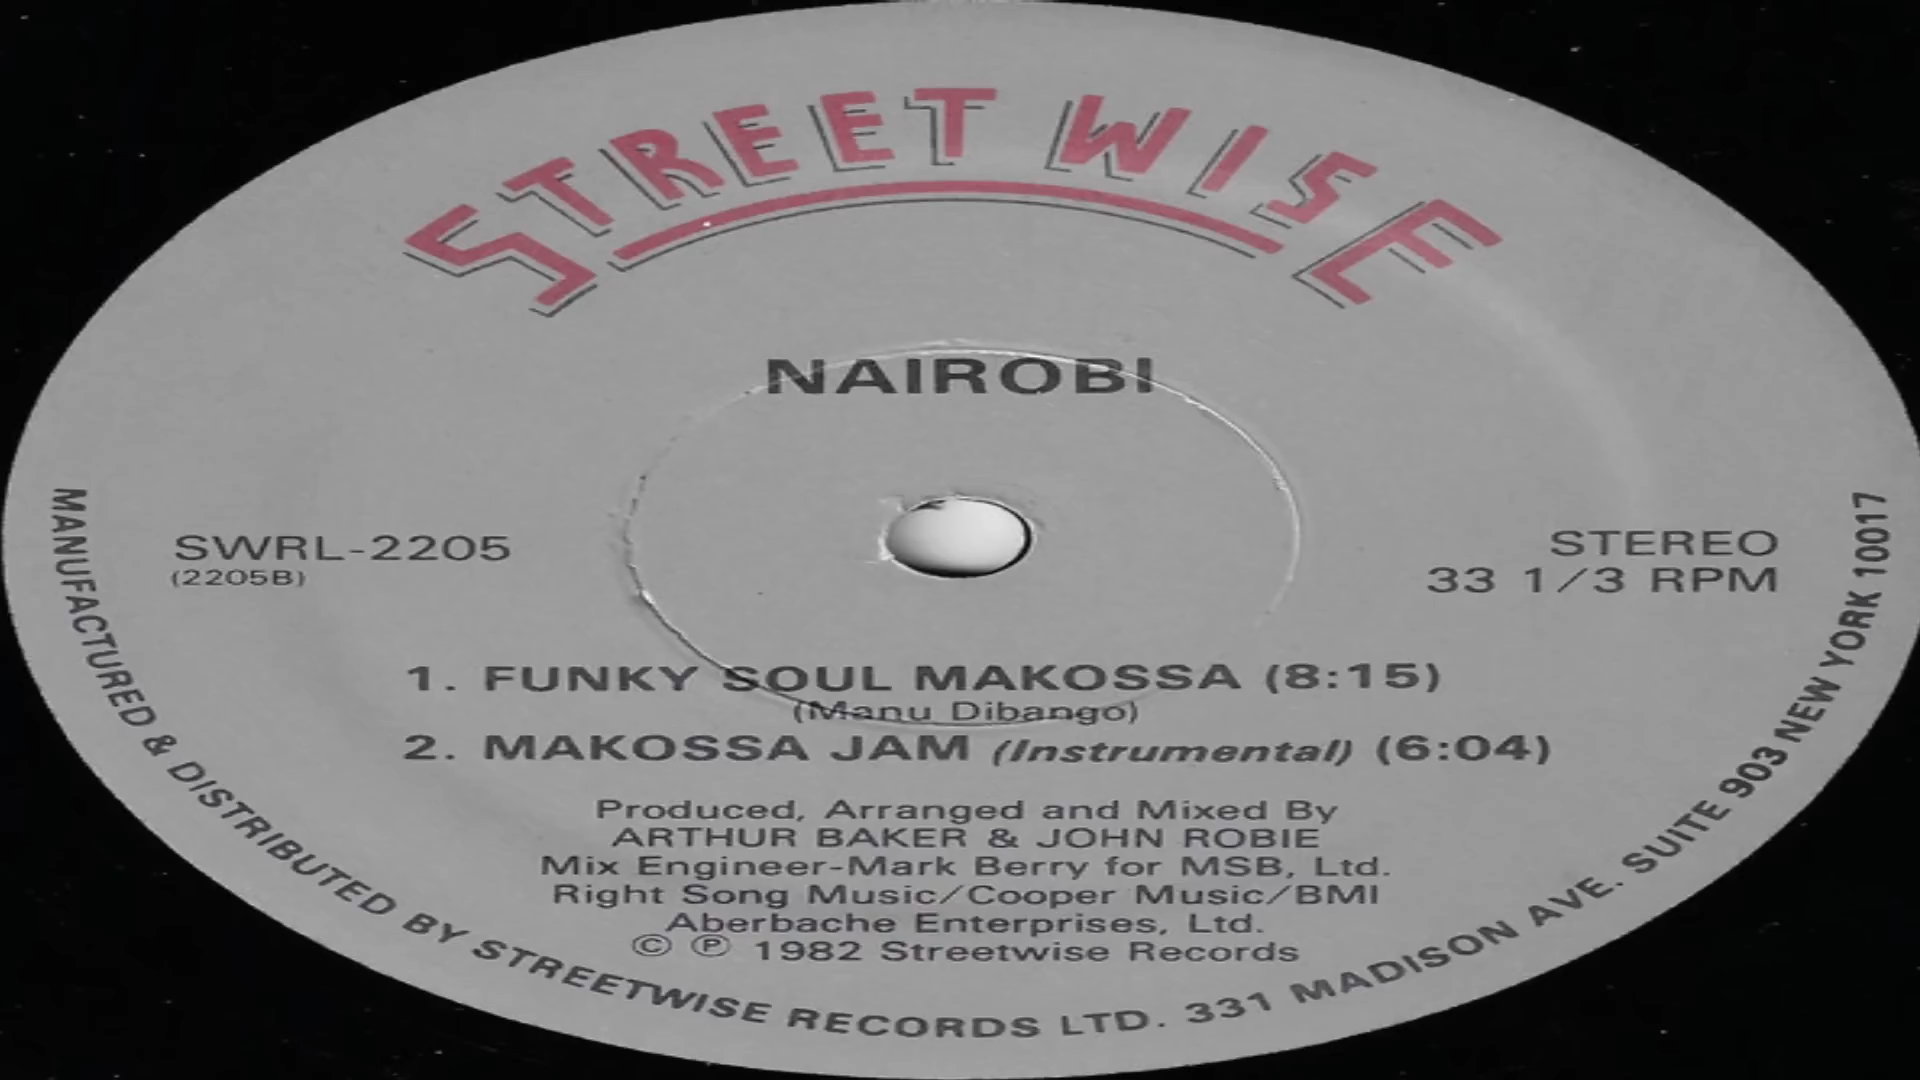 STREETWISE
NAIROBI
SWRL-2205
(2205B)
STEREO
33 1/3 RPM
1. FUNKY SOUL MAKOSSA (8:15)
(Manu Dibango)
2. MAKOSSA JAM (Instrumental) (6:04)
Produced, Arranged and Mixed By
ARTHUR BAKER & JOHN ROBIE
Mix Engineer-Mark Berry for MSB, Ltd.
Right Song Music/Cooper Music/BMI
Aberbache Enterprises, Ltd.
© ℗ 1982 Streetwise Records
MANUFACTURED & DISTRIBUTED BY STREETWISE RECORDS LTD. 331 MADISON AVE. SUITE 903 NEW YORK 10017